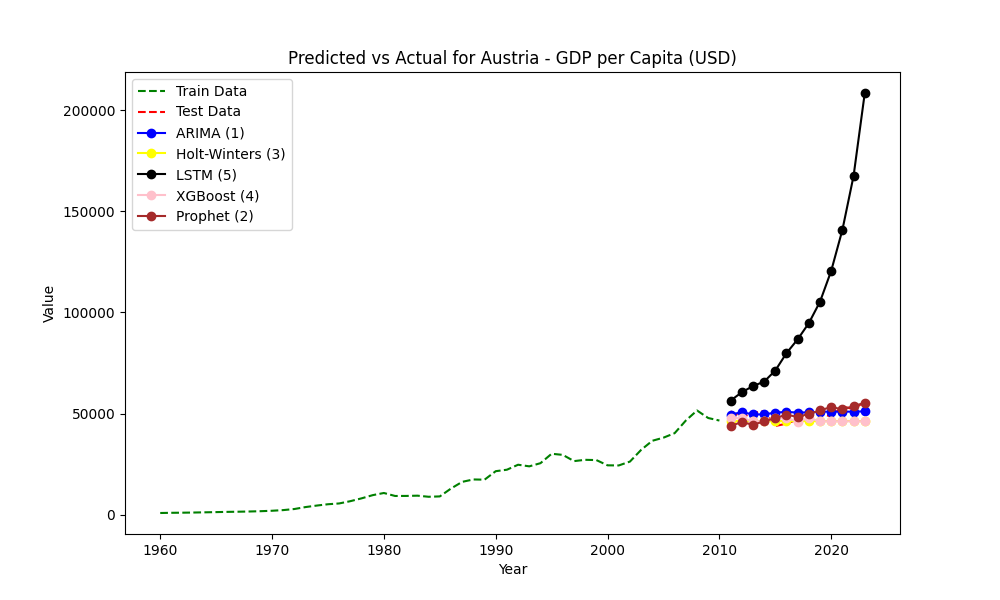 Predicted vs Actual for Austria - GDP per Capita (USD)
Train Data
Test Data
ARIMA (1)
Holt-Winters (3)
LSTM (5)
XGBoost (4)
Prophet (2)
200000
150000
100000
50000
0
Value
1960 1970 1980 1990 2000 2010 2020
Year